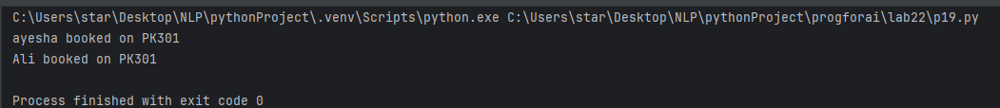 C:\Users\star\Desktop\NLP\pythonProject\.venv\Scripts\python.exe C:\Users\star\Desktop\NLP\pythonProject\progforai\lab22\p19.py
ayesha booked on PK301
Ali booked on PK301
Process finished with exit code 0